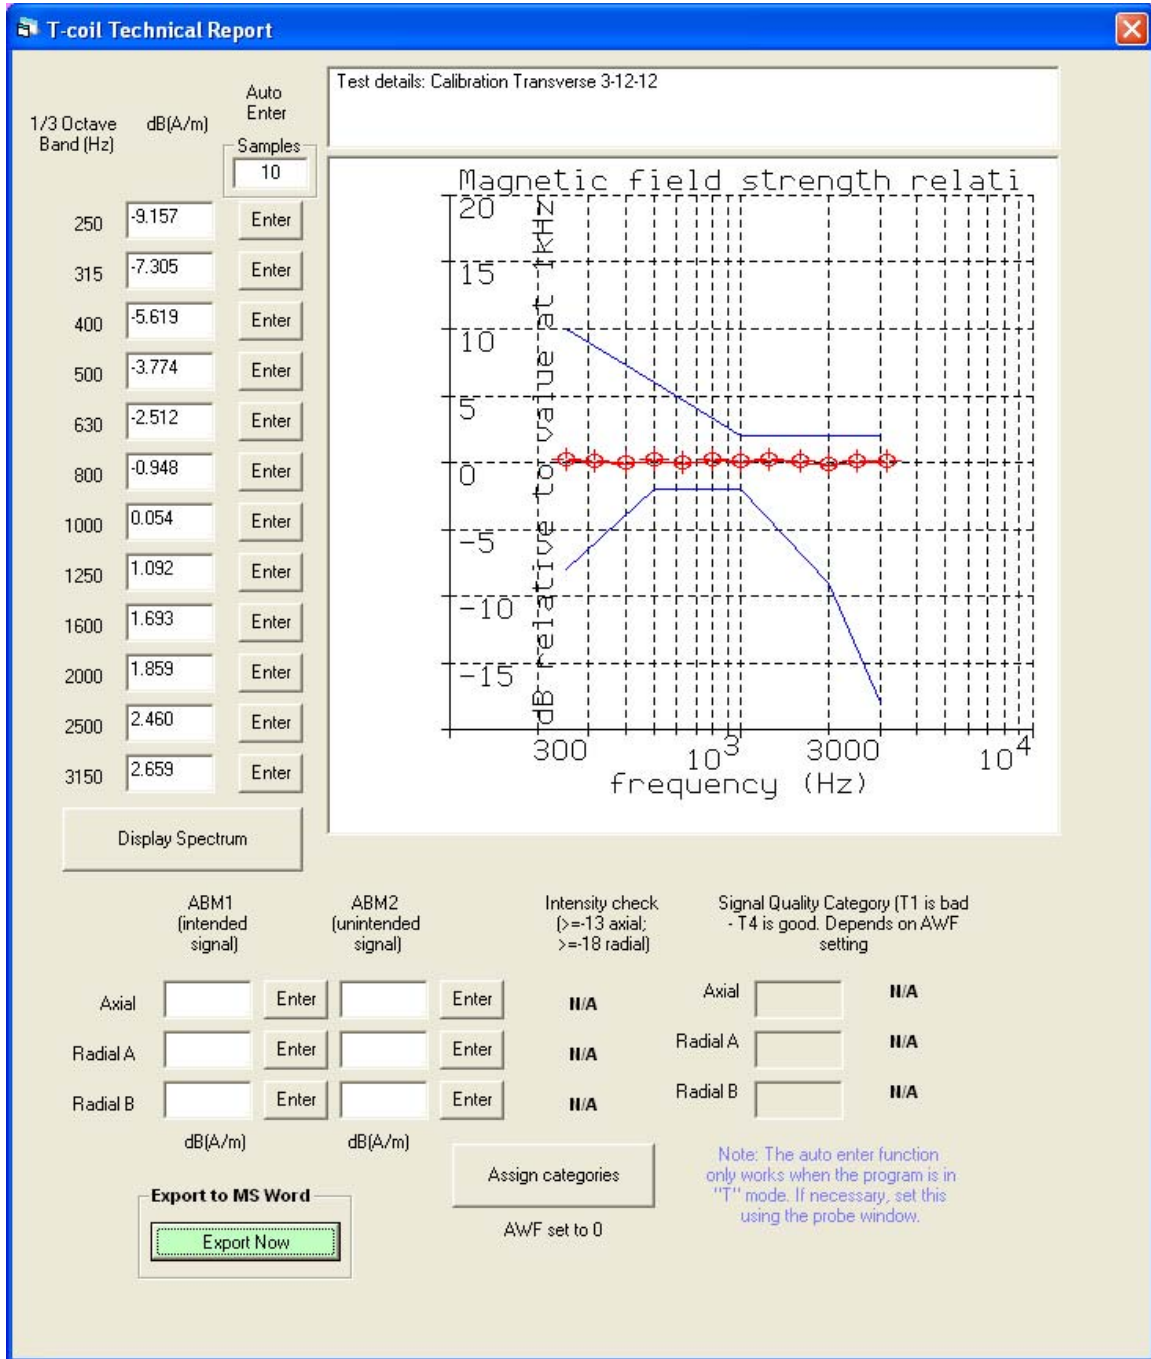 T-coil Technical Report
Test details: Calibration Transverse 3-12-12
1/3 Octave
Band (Hz)
dB(A/m)
Auto
Enter
Samples
10
250 -9.157 Enter
315 -7.305 Enter
400 -5.619 Enter
500 -3.774 Enter
630 -2.512 Enter
800 -0.948 Enter
1000 0.054 Enter
1250 1.092 Enter
1600 1.693 Enter
2000 1.859 Enter
2500 2.460 Enter
3150 2.659 Enter
Display Spectrum
Magnetic field strength relati
dB relative to value at 1kHz
20
15
10
5
0
-5
-10
-15
300 10³ 3000 10⁴
frequency (Hz)
ABM1
(intended
signal)
ABM2
(unintended
signal)
Intensity check
(>=-13 axial;
>=-18 radial)
Signal Quality Category (T1 is bad
- T4 is good. Depends on AWF
setting
Axial Enter Enter N/A Axial N/A
Radial A Enter Enter N/A Radial A N/A
Radial B Enter Enter N/A Radial B N/A
dB(A/m) dB(A/m)
Assign categories
AWF set to 0
Note: The auto enter function
only works when the program is in
"T" mode. If necessary, set this
using the probe window.
Export to MS Word
Export Now